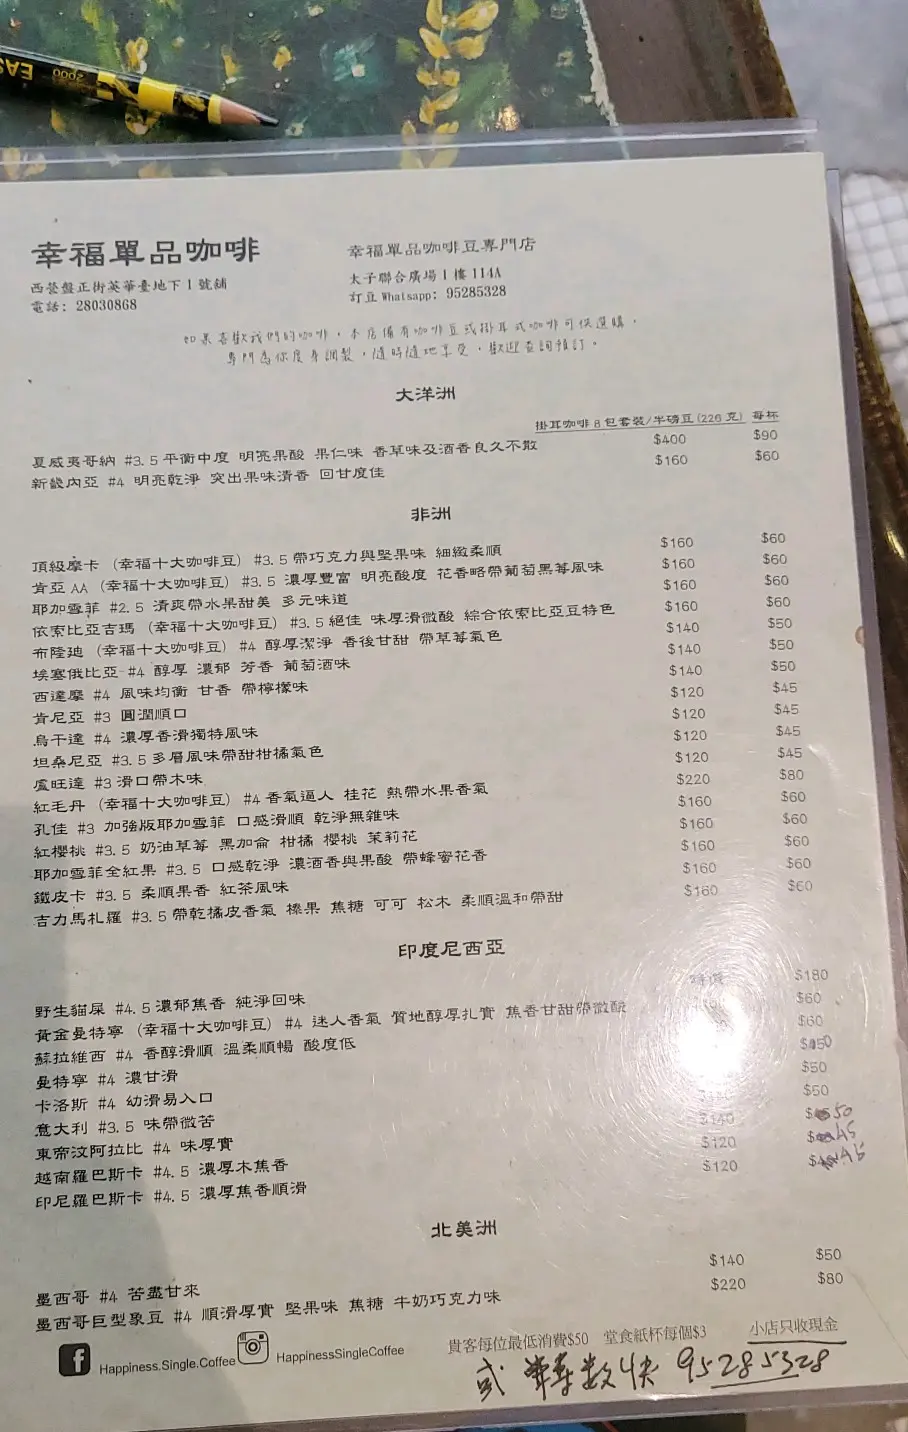 EAS
2000
幸福單品咖啡
西營盤正街英華臺地下 1 號舖
電話: 28030868
幸福單品咖啡豆專門店
太子聯合廣場 1 樓 114A
訂豆 Whatsapp: 95285328
如果喜歡我們的咖啡,本店備有咖啡豆或掛耳式咖啡可供選購,
專門為你度身調製,隨時隨地享受,歡迎查詢預訂。
大洋洲
掛耳咖啡 8 包套裝/半磅豆(226 克) 每杯
夏威夷哥納 #3.5 平衡中度 明亮果酸 果仁味 香草味及酒香良久不散 $400 $90
新畿內亞 #4 明亮乾淨 突出果味清香 回甘度佳 $160 $60
非洲
頂級摩卡 (幸福十大咖啡豆) #3.5 帶巧克力與堅果味 細緻柔順 $160 $60
肯亞 AA (幸福十大咖啡豆) #3.5 濃厚豐富 明亮酸度 花香略帶葡萄黑莓風味 $160 $60
耶加雪菲 #2.5 清爽帶水果甜美 多元味道 $160 $60
依索比亞吉瑪 (幸福十大咖啡豆) #3.5 絕佳 味厚滑微酸 綜合依索比亞豆特色 $160 $60
布隆廸 (幸福十大咖啡豆) #4 醇厚潔淨 香後甘甜 帶草莓氣色 $140 $50
埃塞俄比亞 #4 醇厚 濃郁 芳香 葡萄酒味 $140 $50
西達摩 #4 風味均衡 甘香 帶檸檬味 $140 $50
肯尼亞 #3 圓潤順口 $120 $45
烏干達 #4 濃厚香滑獨特風味 $120 $45
坦桑尼亞 #3.5 多層風味帶甜柑橘氣色 $120 $45
盧旺達 #3 滑口帶木味 $120 $45
紅毛丹 (幸福十大咖啡豆) #4 香氣逼人 桂花 熱帶水果香氣 $220 $80
孔佳 #3 加強版耶加雪菲 口感滑順 乾淨無雜味 $160 $60
紅櫻桃 #3.5 奶油草莓 黑加侖 柑橘 櫻桃 茉莉花 $160 $60
耶加雪菲全紅果 #3.5 口感乾淨 濃酒香與果酸 帶蜂蜜花香 $160 $60
鐵皮卡 #3.5 柔順果香 紅茶風味 $160 $60
吉力馬札羅 #3.5 帶乾橘皮香氣 榛果 焦糖 可可 松木 柔順溫和帶甜 $160 $60
印度尼西亞
野生貓屎 #4.5 濃郁焦香 純淨回味 特價 $180
黃金曼特寧 (幸福十大咖啡豆) #4 迷人香氣 質地醇厚扎實 焦香甘甜帶微酸 $60
蘇拉維西 #4 香醇滑順 溫柔順暢 酸度低 $60
曼特寧 #4 濃甘滑 50
卡洛斯 #4 幼滑易入口 $50
意大利 #3.5 味帶微苦 $50
東帝汶阿拉比 #4 味厚實 $140 50
越南羅巴斯卡 #4.5 濃厚木焦香 $120 45
印尼羅巴斯卡 #4.5 濃厚焦香順滑 $120 45
北美洲
墨西哥 #4 苦盡甘來 $140 $50
墨西哥巨型象豆 #4 順滑厚實 堅果味 焦糖 牛奶巧克力味 $220 $80
Happiness.Single.Coffee HappinessSingleCoffee 貴客每位最低消費$50 堂食紙杯每個$3 小店只收現金
或 轉數快 95285328